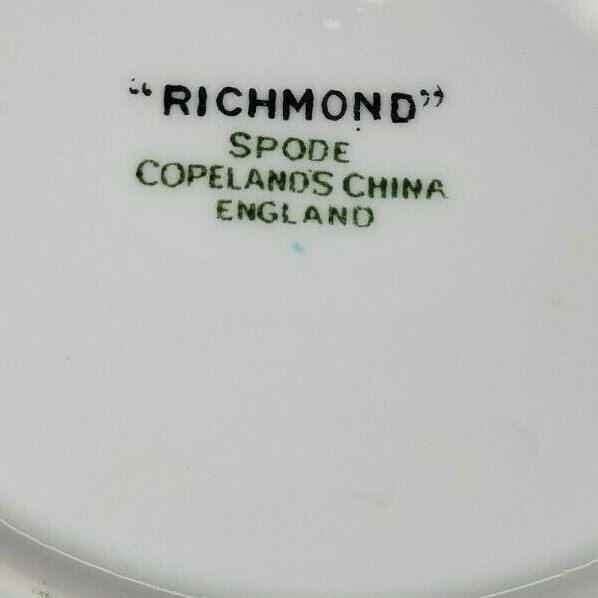 “RICHMOND”
SPODE
COPELAND'S CHINA
ENGLAND